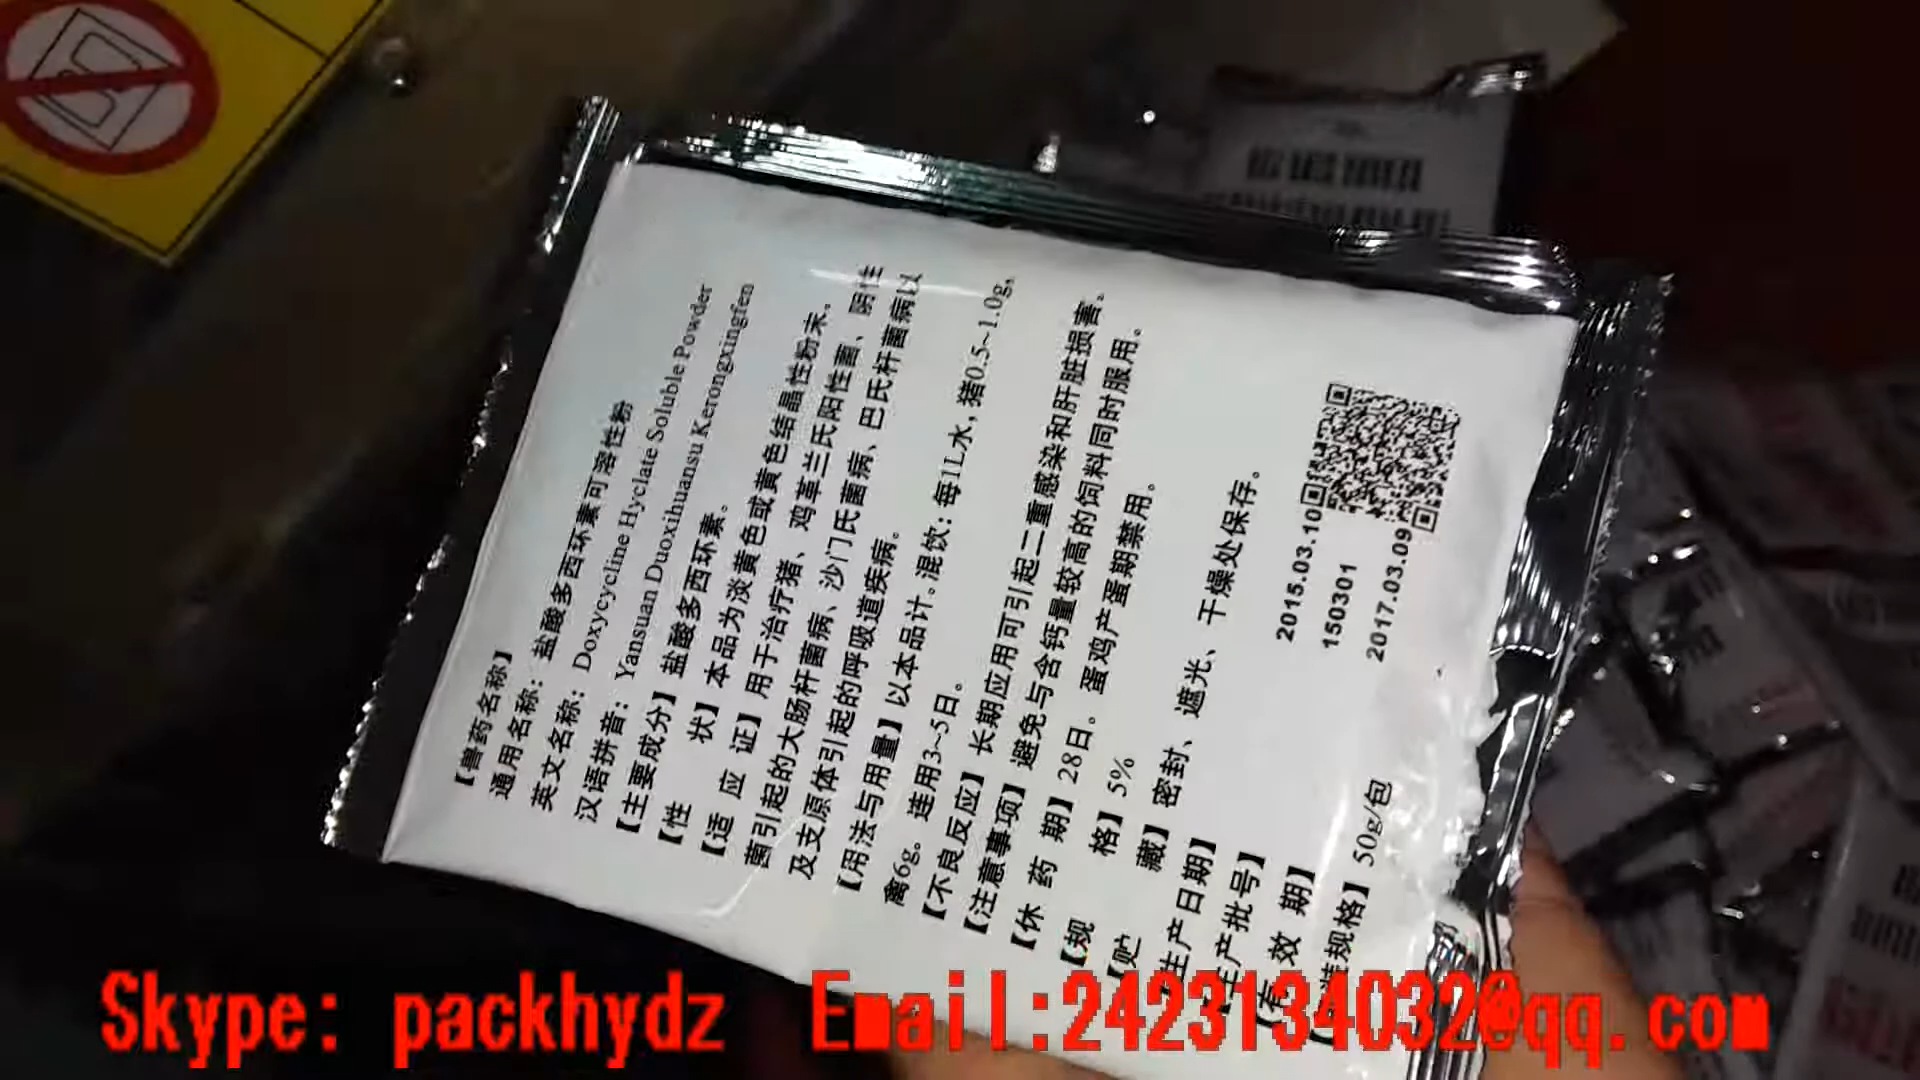 【兽药名称】
通用名称：盐酸多西环素可溶性粉
英文名称：Doxycycline Hyclate Soluble Powder
汉语拼音：Yansuan Duoxihuansu Kerongxingfen
【主要成分】盐酸多西环素。
【性 状】本品为淡黄色或黄色结晶性粉末。
【适 应 证】用于治疗猪、鸡革兰氏阳性菌、阴性
菌引起的大肠杆菌病、沙门氏菌病、巴氏杆菌病以
及支原体引起的呼吸道疾病。
【用法与用量】以本品计。混饮：每1L水，猪0.5~1.0g,
禽6g。连用3~5日。
【不良反应】长期应用可引起二重感染和肝脏损害。
【注意事项】避免与含钙量较高的饲料同时服用。
【休 药 期】28日。蛋鸡产蛋期禁用。
【规 格】5%
【贮 藏】密封、遮光、干燥处保存。
【生产日期】2015.03.10
【生产批号】150301
【有 效 期】2017.03.09
【包装规格】50g/包
Skype: packhydz Email:2423134032@qq.com